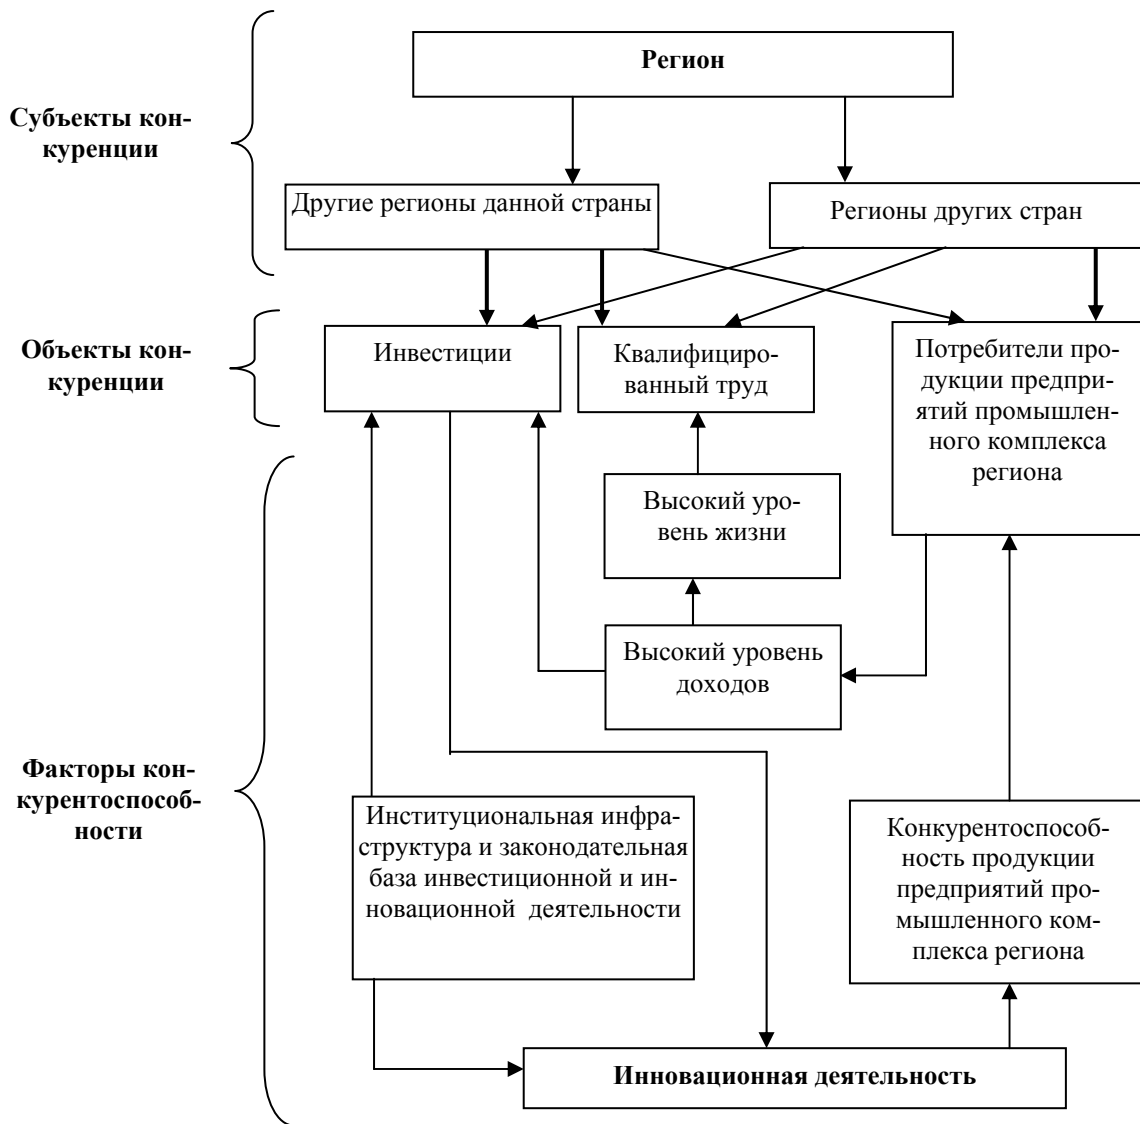 Регион
Субъекты кон-
куренции
Другие регионы данной страны
Регионы других стран
Объекты кон-
куренции
Инвестиции
Квалифициро-
ванный труд
Потребители про-
дукции предпри-
ятий промышлен-
ного комплекса
региона
Высокий уро-
вень жизни
Высокий уровень
доходов
Факторы кон-
курентоспособ-
ности
Институциональная инфра-
структура и законодательная
база инвестиционной и ин-
новационной деятельности
Конкурентоспособ-
ность продукции
предприятий про-
мышленного ком-
плекса региона
Инновационная деятельность